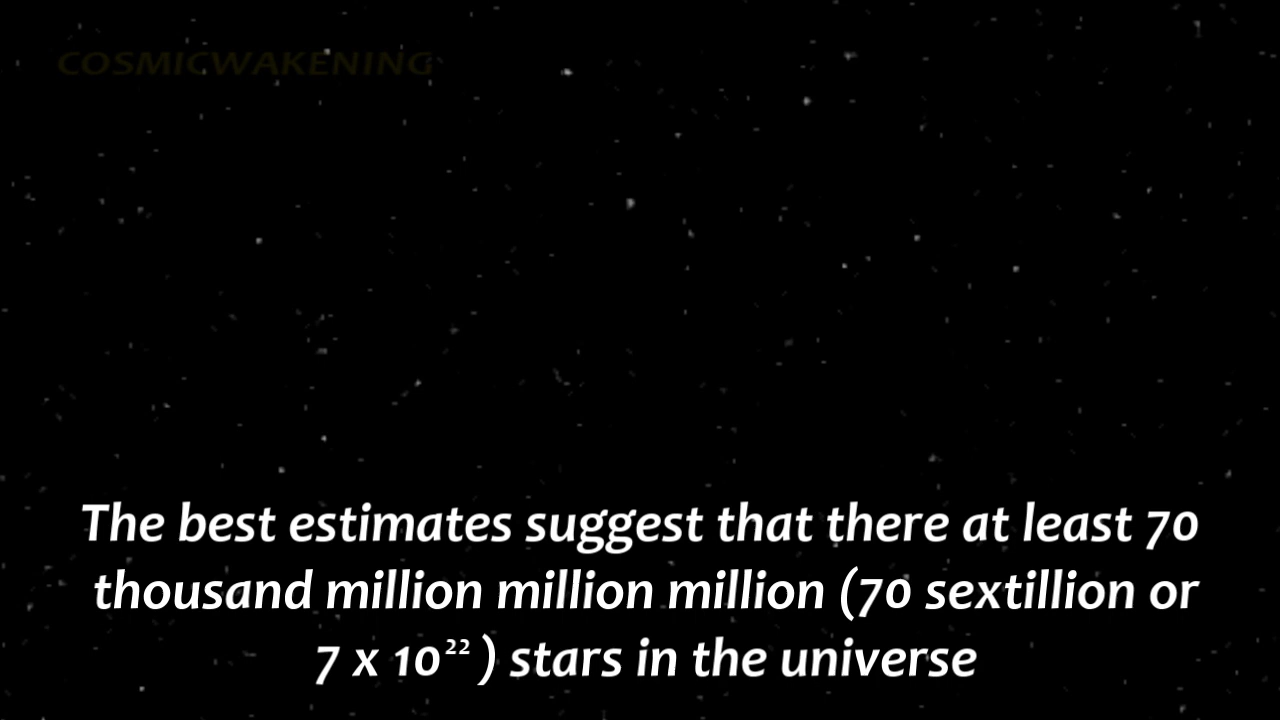 COSMICWAKENING
The best estimates suggest that there at least 70
thousand million million million (70 sextillion or
7 x 10²² ) stars in the universe